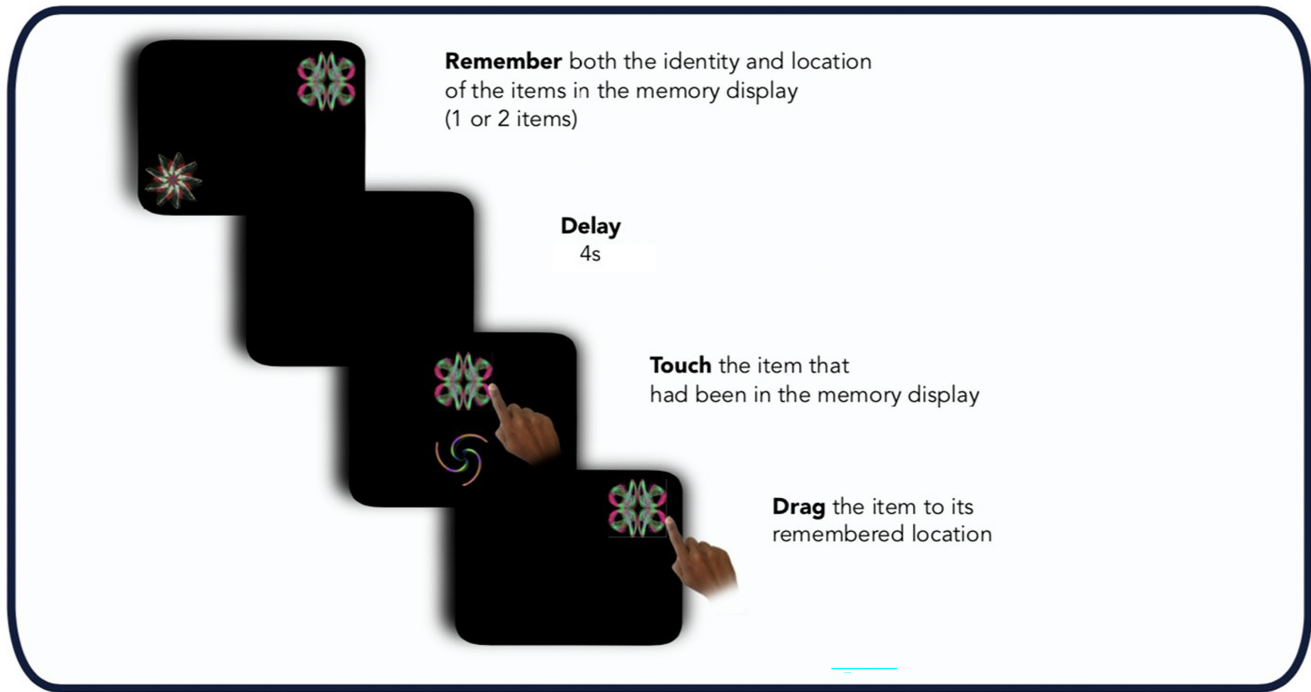 Remember both the identity and location
of the items in the memory display
(1 or 2 items)
Delay
4s
Touch the item that
had been in the memory display
Drag the item to its
remembered location